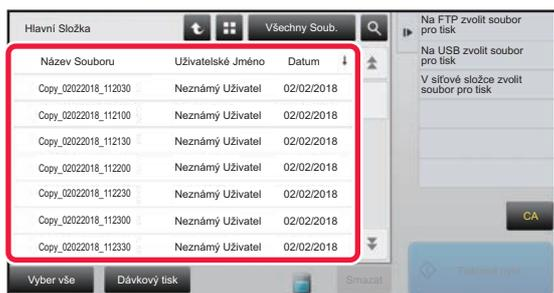 Hlavní Složka
Všechny Soub.
Název Souboru Uživatelské Jméno Datum
Copy_02022018_112030 Neznámý Uživatel 02/02/2018
Copy_02022018_112100 Neznámý Uživatel 02/02/2018
Copy_02022018_112130 Neznámý Uživatel 02/02/2018
Copy_02022018_112200 Neznámý Uživatel 02/02/2018
Copy_02022018_112230 Neznámý Uživatel 02/02/2018
Copy_02022018_112300 Neznámý Uživatel 02/02/2018
Copy_02022018_112330 Neznámý Uživatel 02/02/2018
Vyber vše
Dávkový tisk
Smazat
Na FTP zvolit soubor
pro tisk
Na USB zvolit soubor
pro tisk
V síťové složce zvolit
soubor pro tisk
CA